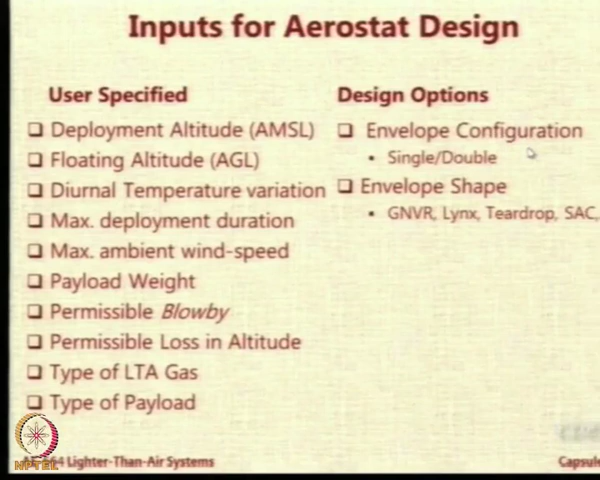 Inputs for Aerostat Design
User Specified
❑ Deployment Altitude (AMSL)
❑ Floating Altitude (AGL)
❑ Diurnal Temperature variation
❑ Max. deployment duration
❑ Max. ambient wind-speed
❑ Payload Weight
❑ Permissible Blowby
❑ Permissible Loss in Altitude
❑ Type of LTA Gas
❑ Type of Payload
Design Options
❑ Envelope Configuration
• Single/Double
❑ Envelope Shape
• GNVR, Lynx, Teardrop, SAC,
NPTEL
Lighter-Than-Air Systems
Capsule